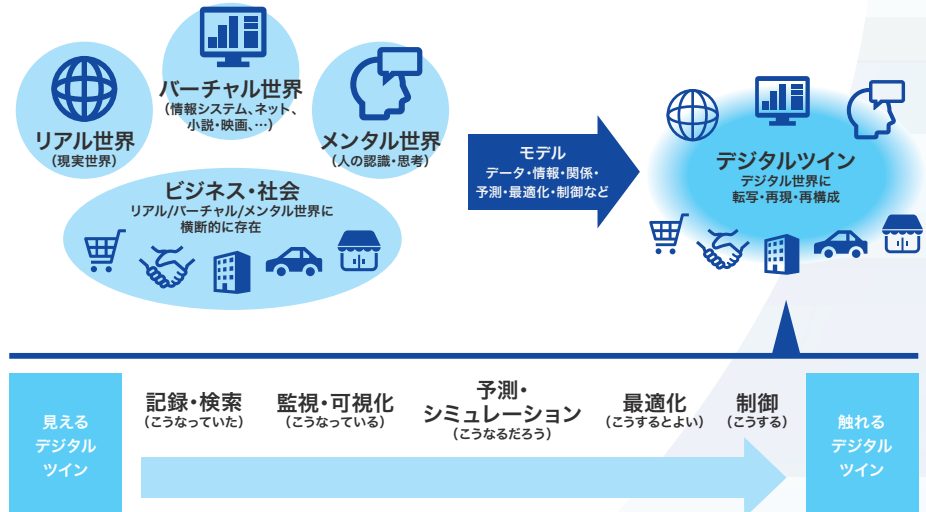 バーチャル世界
(情報システム、ネット、
小説・映画、…)
リアル世界
(現実世界)
メンタル世界
(人の認識・思考)
ビジネス・社会
リアル/バーチャル/メンタル世界に
横断的に存在
モデル
データ・情報・関係・
予測・最適化・制御など
デジタルツイン
デジタル世界に
転写・再現・再構成
見える
デジタル
ツイン
記録・検索
(こうなっていた)
監視・可視化
(こうなっている)
予測・
シミュレーション
(こうなるだろう)
最適化
(こうするとよい)
制御
(こうする)
触れる
デジタル
ツイン